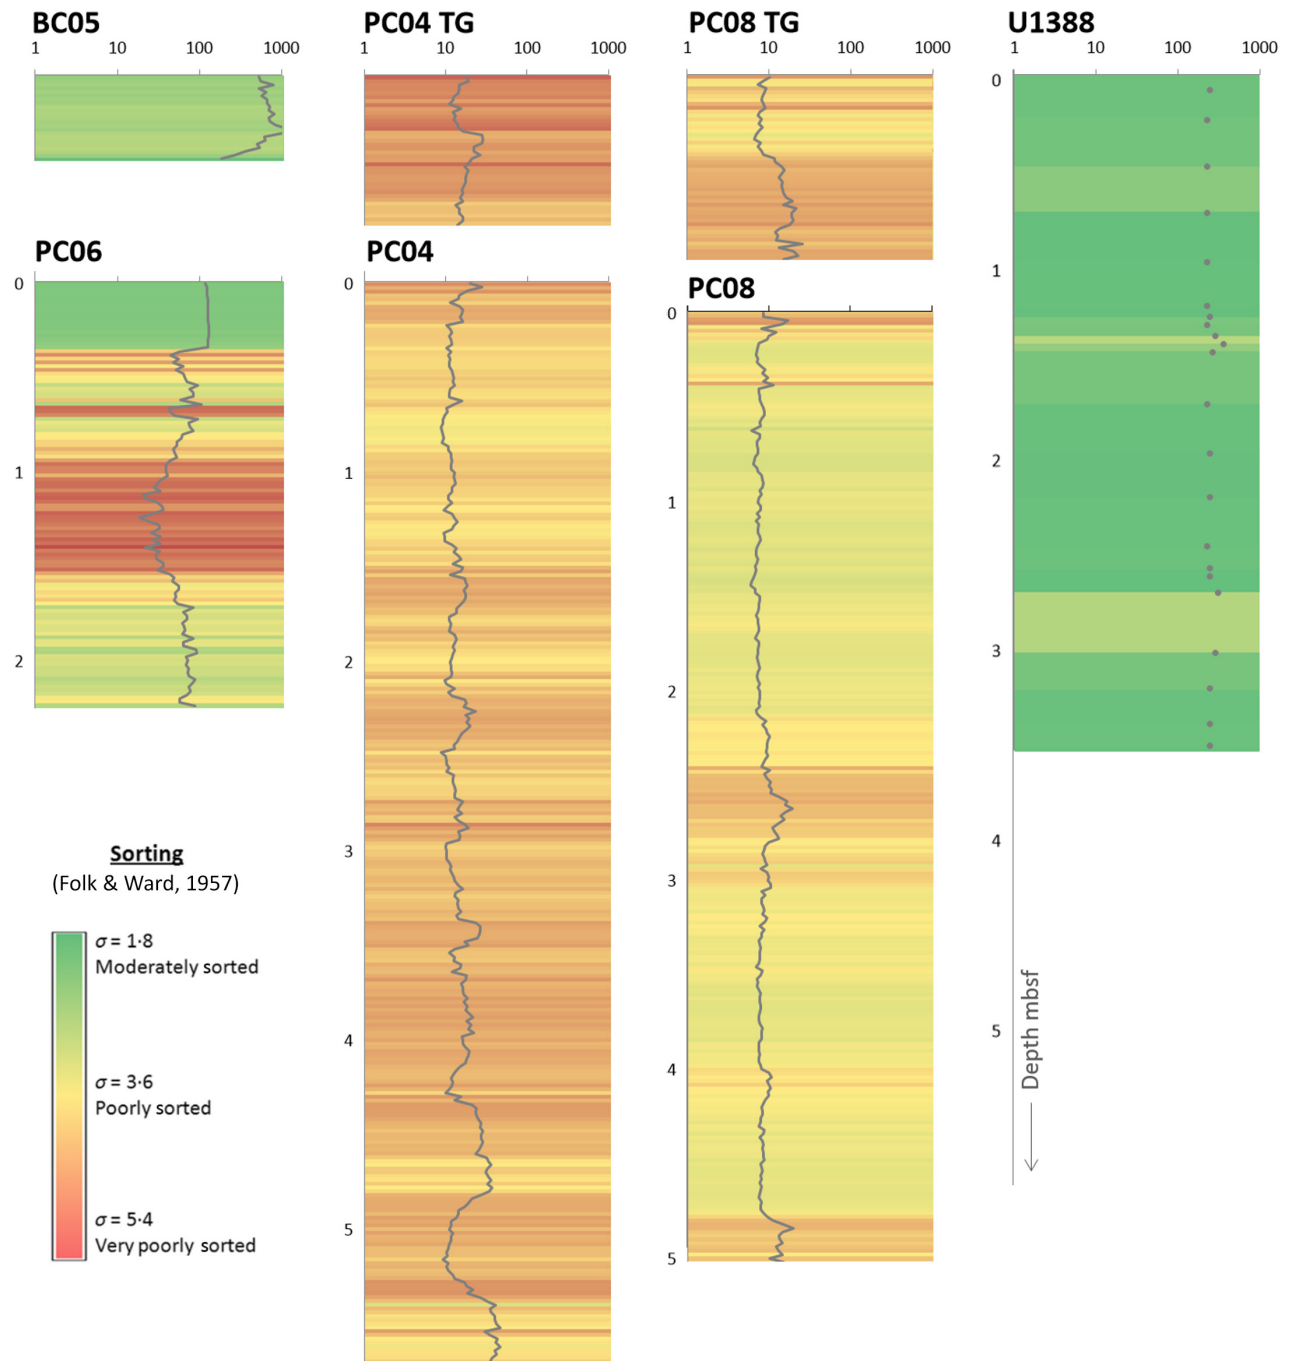 BC05
1 10 100 1000
PC04 TG
1 10 100 1000
PC08 TG
1 10 100 1000
U1388
1 10 100 1000
0
1
2
3
4
5
Depth mbsf
PC06
0
1
2
PC04
0
1
2
3
4
5
PC08
0
1
2
3
4
5
Sorting
(Folk & Ward, 1957)
σ = 1·8
Moderately sorted
σ = 3·6
Poorly sorted
σ = 5·4
Very poorly sorted